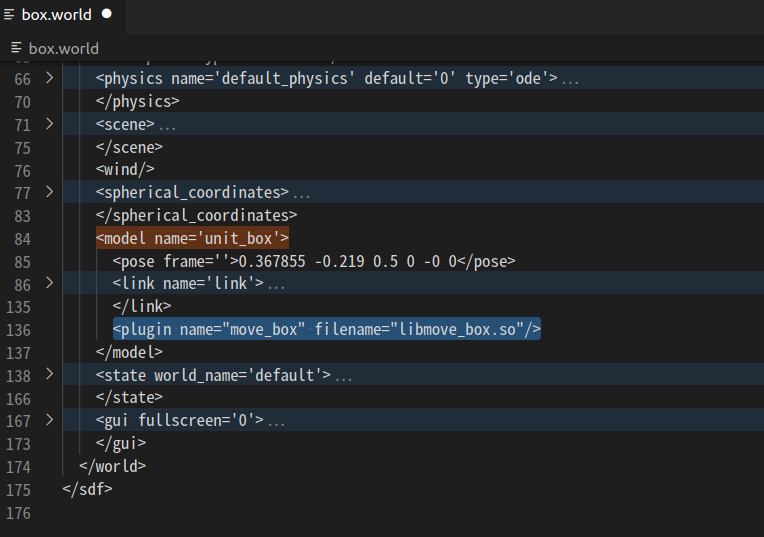 box.world
box.world
66 <physics name='default_physics' default='0' type='ode'>...
70 </physics>
71 <scene>...
75 </scene>
76 <wind/>
77 <spherical_coordinates>...
83 </spherical_coordinates>
84 <model name='unit_box'>
85 <pose frame=''>0.367855 -0.219 0.5 0 -0 0</pose>
86 <link name='link'>...
135 </link>
136 <plugin name="move_box" filename="libmove_box.so"/>
137 </model>
138 <state world_name='default'>...
166 </state>
167 <gui fullscreen='0'>...
173 </gui>
174 </world>
175 </sdf>
176